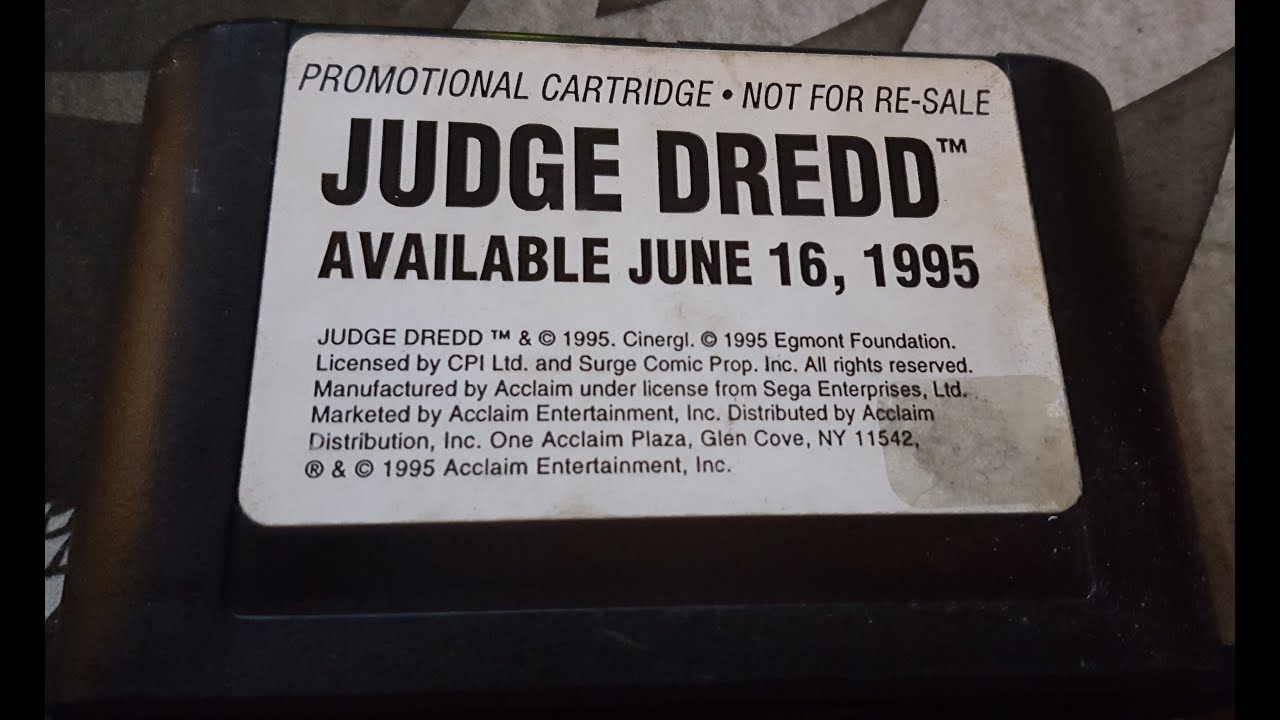 PROMOTIONAL CARTRIDGE • NOT FOR RE-SALE
JUDGE DREDD™
AVAILABLE JUNE 16, 1995
JUDGE DREDD ™ & © 1995. Cinergl. © 1995 Egmont Foundation.
Licensed by CPI Ltd. and Surge Comic Prop. Inc. All rights reserved.
Manufactured by Acclaim under license from Sega Enterprises, Ltd.
Marketed by Acclaim Entertainment, Inc. Distributed by Acclaim
Distribution, Inc. One Acclaim Plaza, Glen Cove, NY 11542,
® & © 1995 Acclaim Entertainment, Inc.